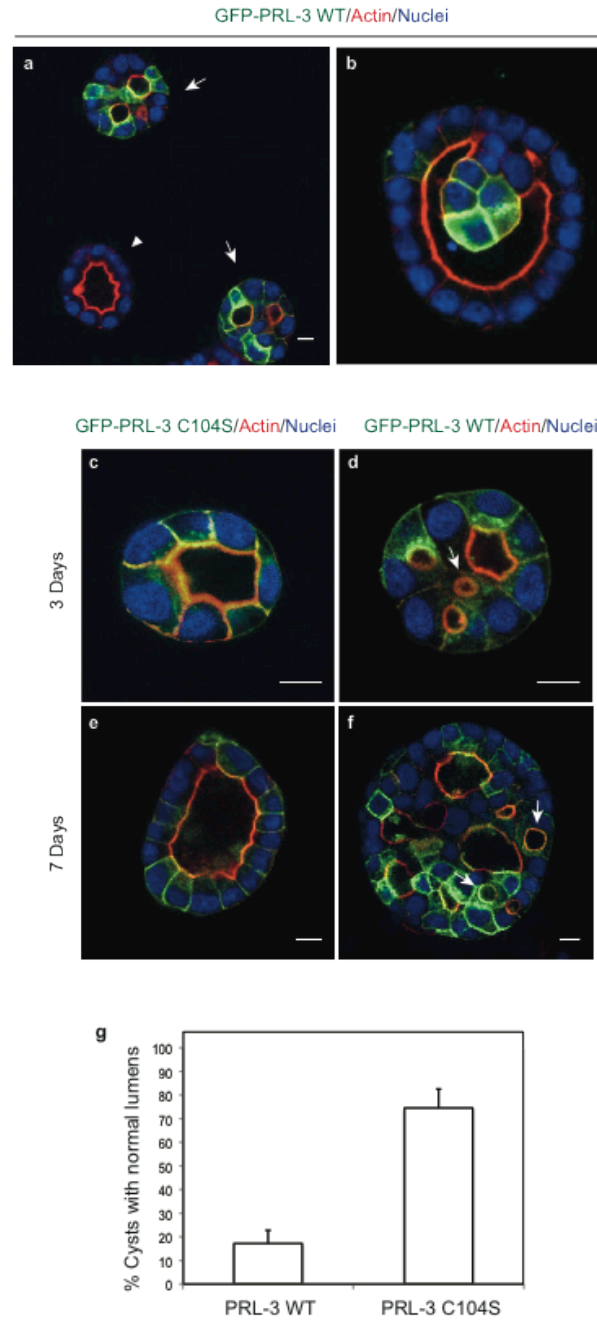 GFP-PRL-3 WT/Actin/Nuclei
a
b
GFP-PRL-3 C104S/Actin/Nuclei
GFP-PRL-3 WT/Actin/Nuclei
3 Days
c
d
7 Days
e
f
g
% Cysts with normal lumens
100
90
80
70
60
50
40
30
20
10
0
PRL-3 WT
PRL-3 C104S